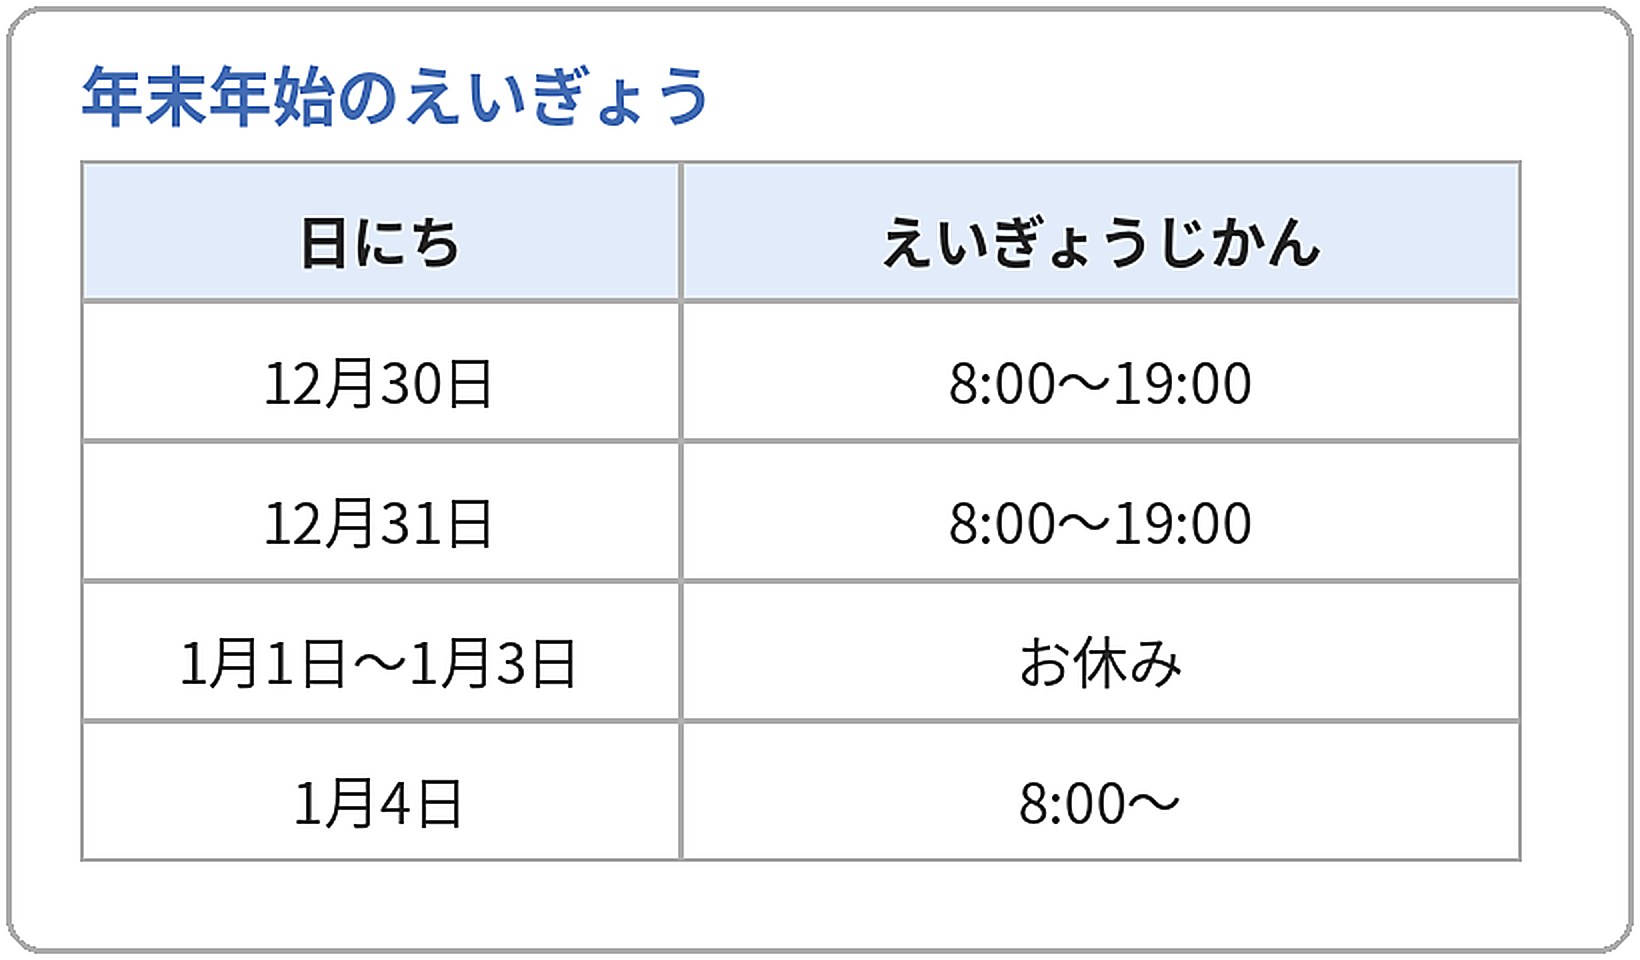 年末年始のえいぎょう
日にち えいぎょうじかん
12月30日 8:00～19:00
12月31日 8:00～19:00
1月1日～1月3日 お休み
1月4日 8:00～